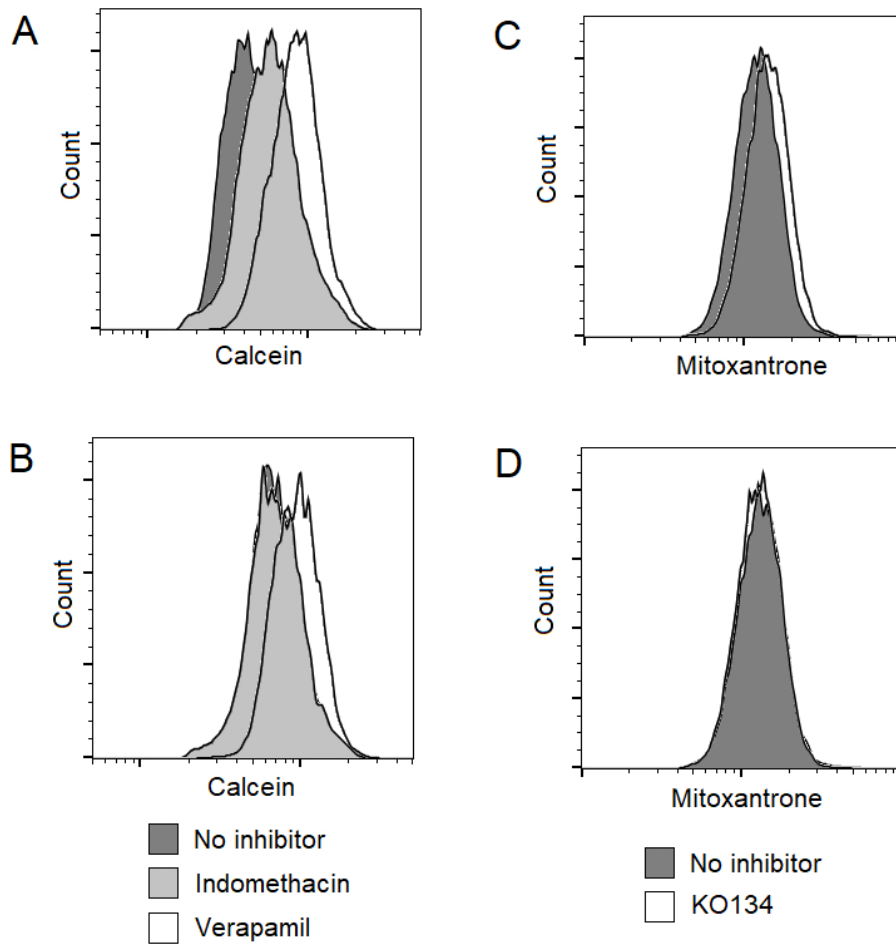 A
Count
Calcein
C
Count
Mitoxantrone
B
Count
Calcein
D
Count
Mitoxantrone
No inhibitor
Indomethacin
Verapamil
No inhibitor
KO134